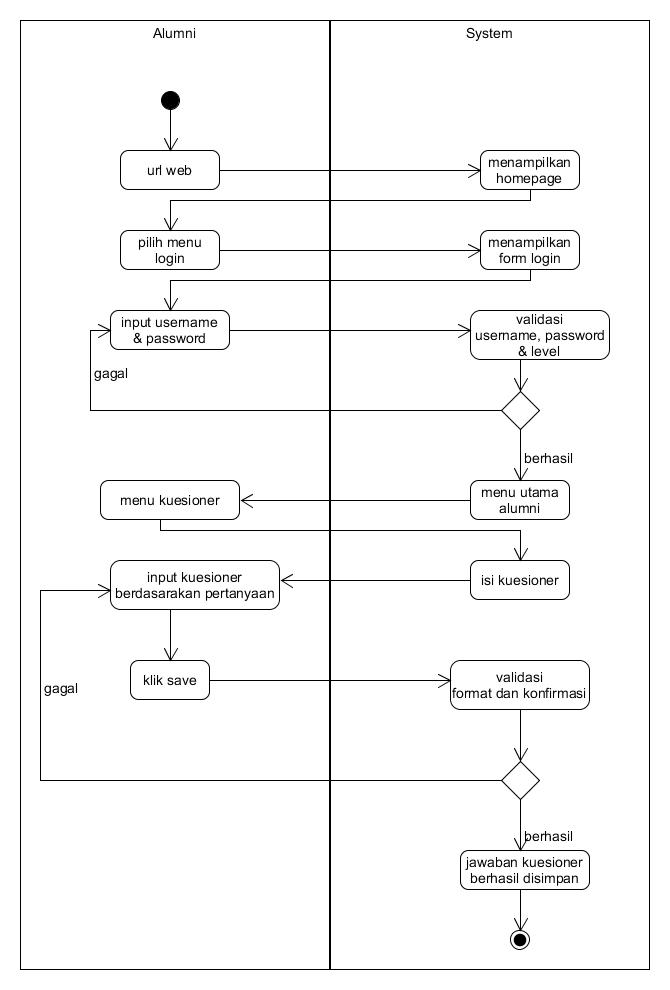 Alumni
System
url web
menampilkan
homepage
pilih menu
login
menampilkan
form login
input username
& password
validasi
username, password
& level
gagal
berhasil
menu kuesioner
menu utama
alumni
input kuesioner
berdasarakan pertanyaan
isi kuesioner
klik save
validasi
format dan konfirmasi
gagal
berhasil
jawaban kuesioner
berhasil disimpan